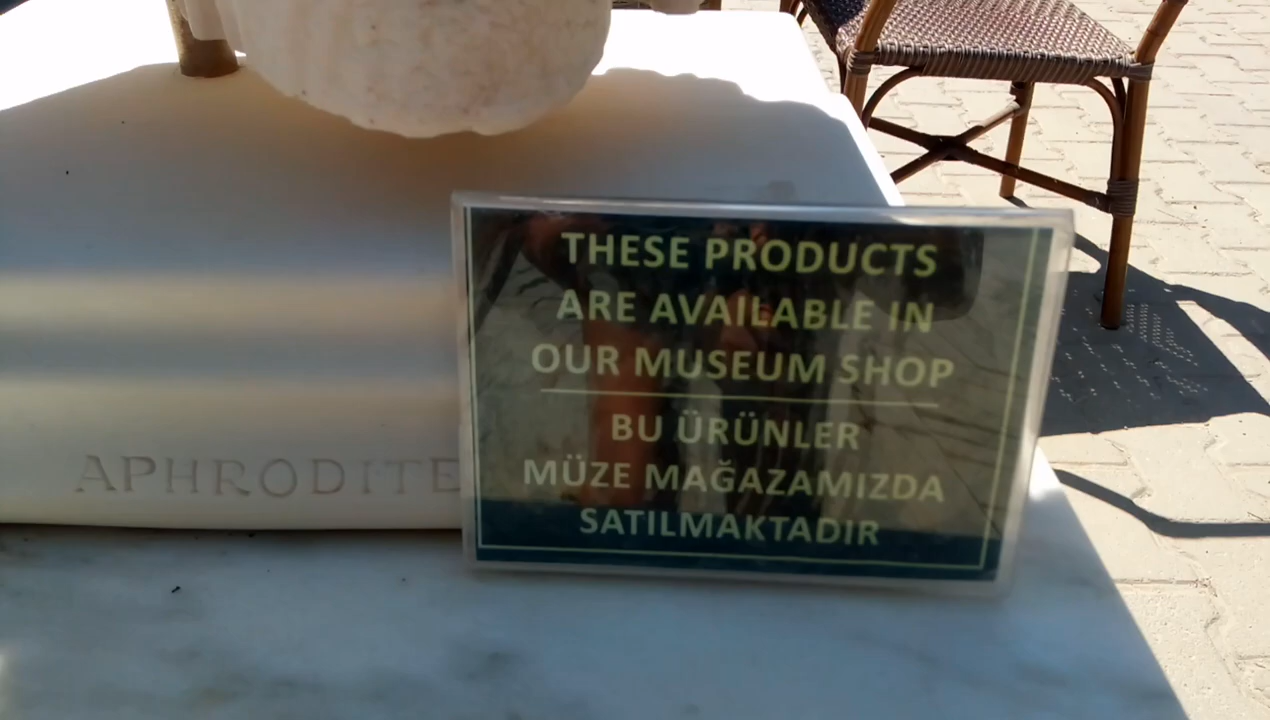 THESE PRODUCTS
ARE AVAILABLE IN
OUR MUSEUM SHOP
BU ÜRÜNLER
MÜZE MAĞAZAMIZDA
SATILMAKTADIR
APHRODITE